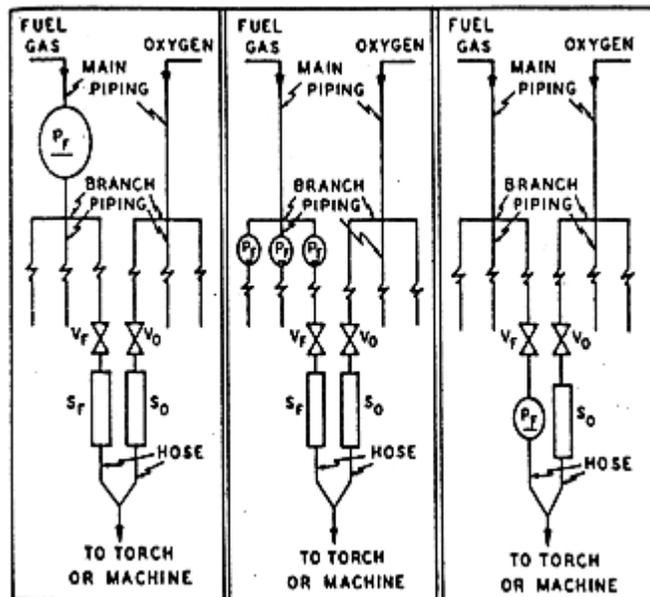 FUEL
GAS
OXYGEN
MAIN
PIPING
PF
BRANCH
PIPING
VF
VO
SF
SO
HOSE
TO TORCH
OR MACHINE
FUEL
GAS
OXYGEN
MAIN
PIPING
BRANCH
PIPING
PF
PF
PF
VF
VO
SF
SO
HOSE
TO TORCH
OR MACHINE
FUEL
GAS
OXYGEN
MAIN
PIPING
BRANCH
PIPING
VF
VO
PF
SO
HOSE
TO TORCH
OR MACHINE